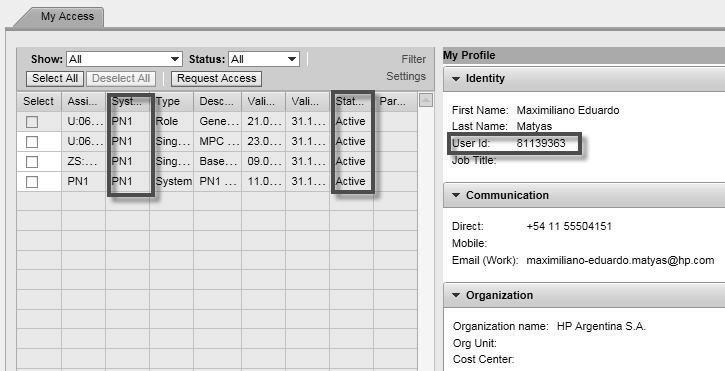 My Access
Show: All Status: All Filter
Select All Deselect All Request Access Settings
Select Assi... Syst... Type Desc... Vali... Vali... Stat... Par...
U:06... PN1 Role Gene... 21.0... 31.1... Active
U:06... PN1 Sing... MPC ... 23.0... 31.1... Active
ZS:... PN1 Sing... Base... 09.0... 31.1... Active
PN1 PN1 System PN1 ... 11.0... 31.1... Active
My Profile
Identity
First Name: Maximiliano Eduardo
Last Name: Matyas
User Id: 81139363
Job Title:
Communication
Direct: +54 11 55504151
Mobile:
Email (Work): maximiliano-eduardo.matyas@hp.com
Organization
Organization name: HP Argentina S.A.
Org Unit:
Cost Center: